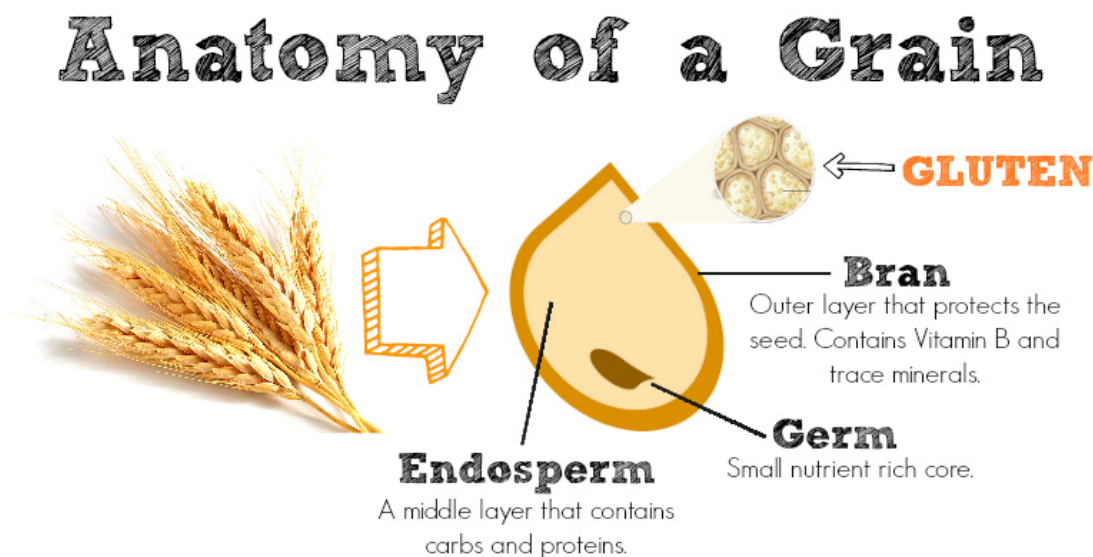 Anatomy of a Grain
GLUTEN
Bran
Outer layer that protects the
seed. Contains Vitamin B and
trace minerals.
Germ
Small nutrient rich core.
Endosperm
A middle layer that contains
carbs and proteins.